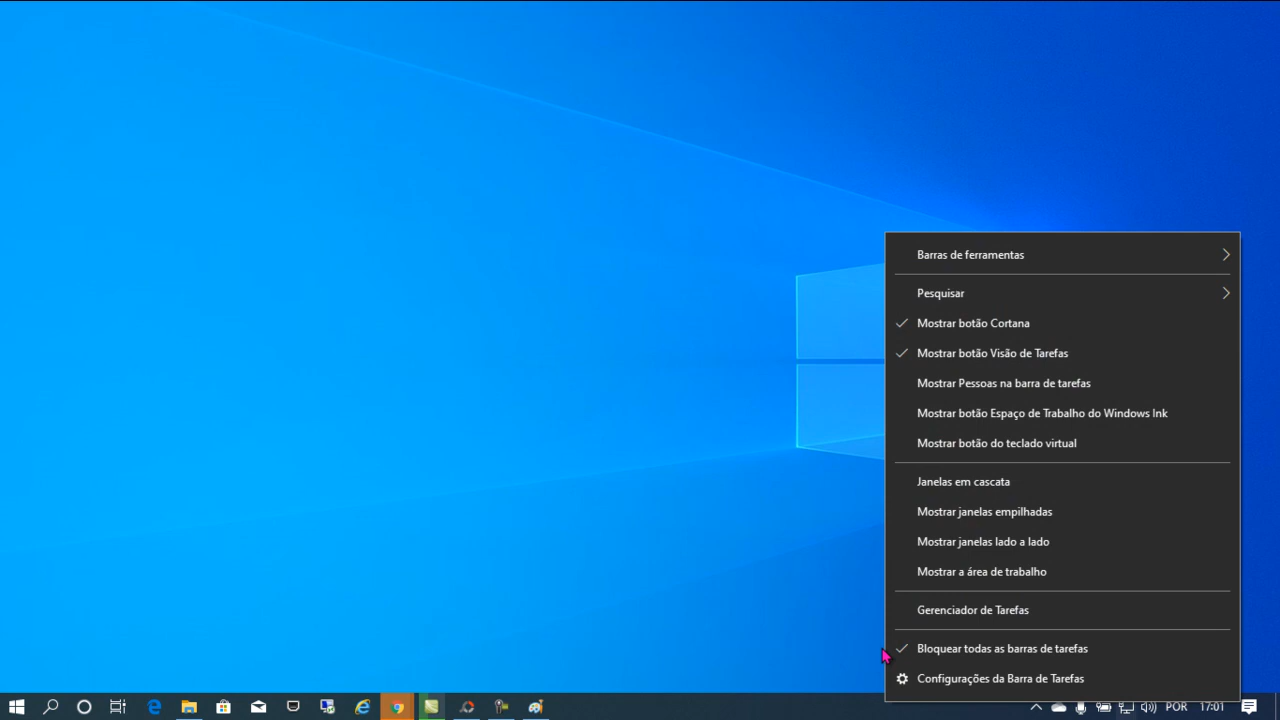 Barras de ferramentas
Pesquisar
Mostrar botão Cortana
Mostrar botão Visão de Tarefas
Mostrar Pessoas na barra de tarefas
Mostrar botão Espaço de Trabalho do Windows Ink
Mostrar botão do teclado virtual
Janelas em cascata
Mostrar janelas empilhadas
Mostrar janelas lado a lado
Mostrar a área de trabalho
Gerenciador de Tarefas
Bloquear todas as barras de tarefas
Configurações da Barra de Tarefas
POR 17:01